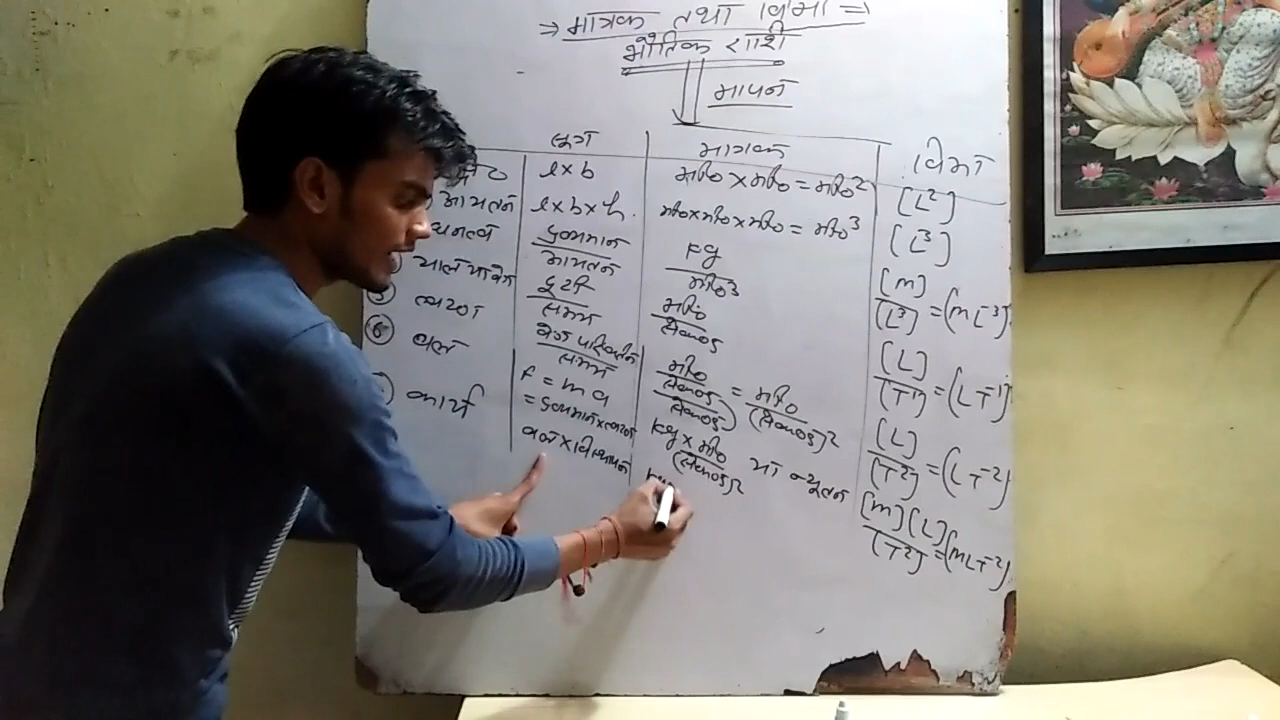 → मात्रक तथा विमा ⇒
भौतिक राशि
मापन
सूत्र मात्रक विमा
l×b मी०×मी०=मी०² [L²]
आयतन l×b×h. मी०×मी०×मी०=मी०³ [L³]
घनत्व द्रव्यमान/आयतन kg/मी०³ [m]/[L³]=(mL⁻³)
चाल दूरी/समय मी०/सेकण्ड [L]/[T¹]=(LT⁻¹)
त्वरण वेग परिवर्तन/समय मी०/सेकण्ड/सेकण्ड = मी०/(सेकण्ड)² [L]/[T²]=(LT⁻²)
⑥ बल F=ma
=द्रव्यमान×त्वरण kg×मी०/(सेकण्ड)² या न्यूटन [m][L]/[T²]=(mLT⁻²)
कार्य बल×विस्थापन